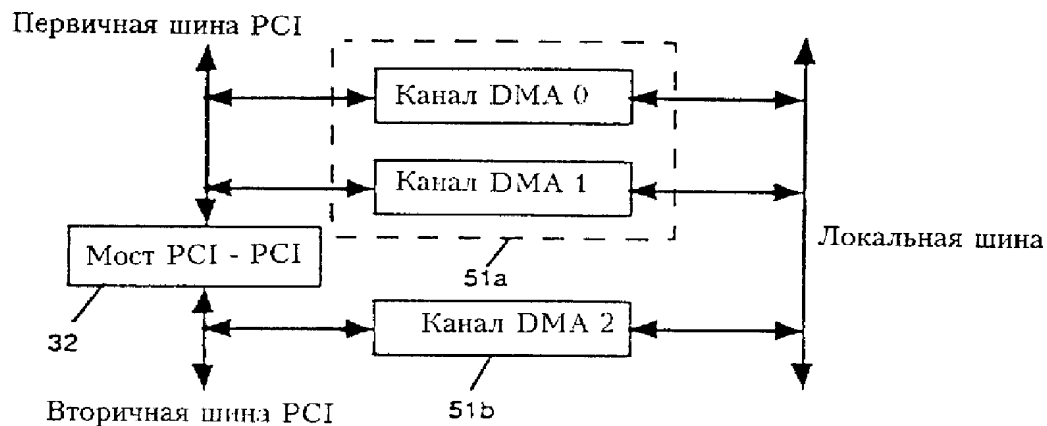 Первичная шина PCI
Канал DMA 0
Канал DMA 1
Мост PCI - PCI
51a
Локальная шина
32
Канал DMA 2
51b
Вторичная шина PCI